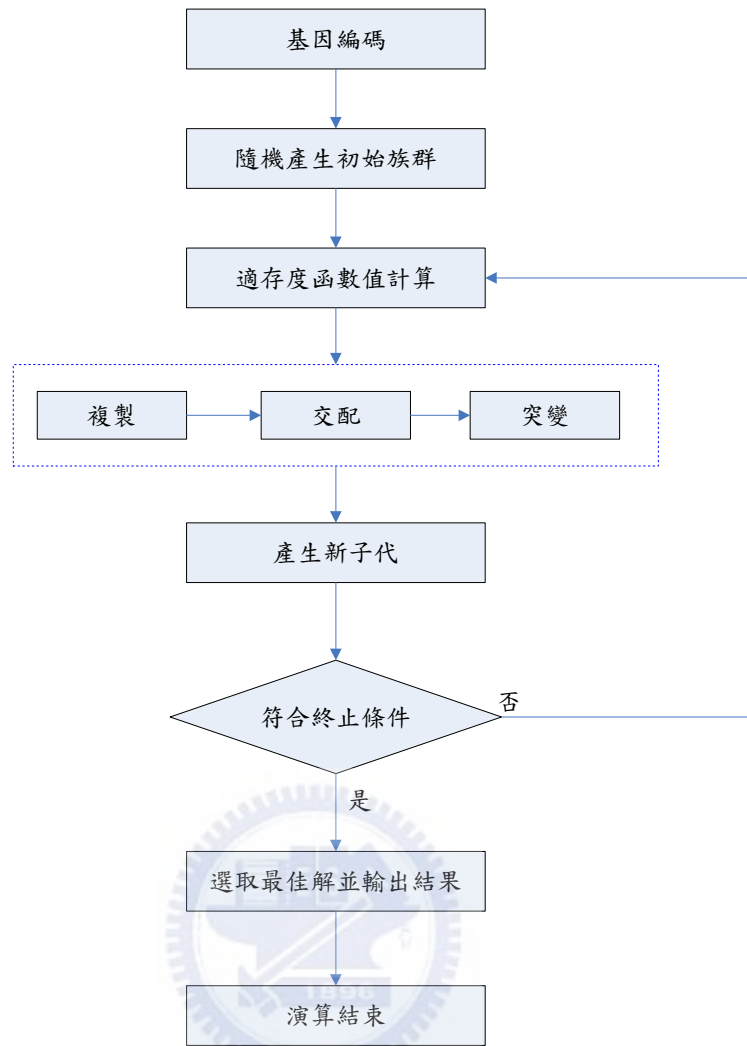 基因編碼
隨機產生初始族群
適存度函數值計算
複製
交配
突變
產生新子代
符合終止條件
否
是
選取最佳解並輸出結果
1896
演算結束